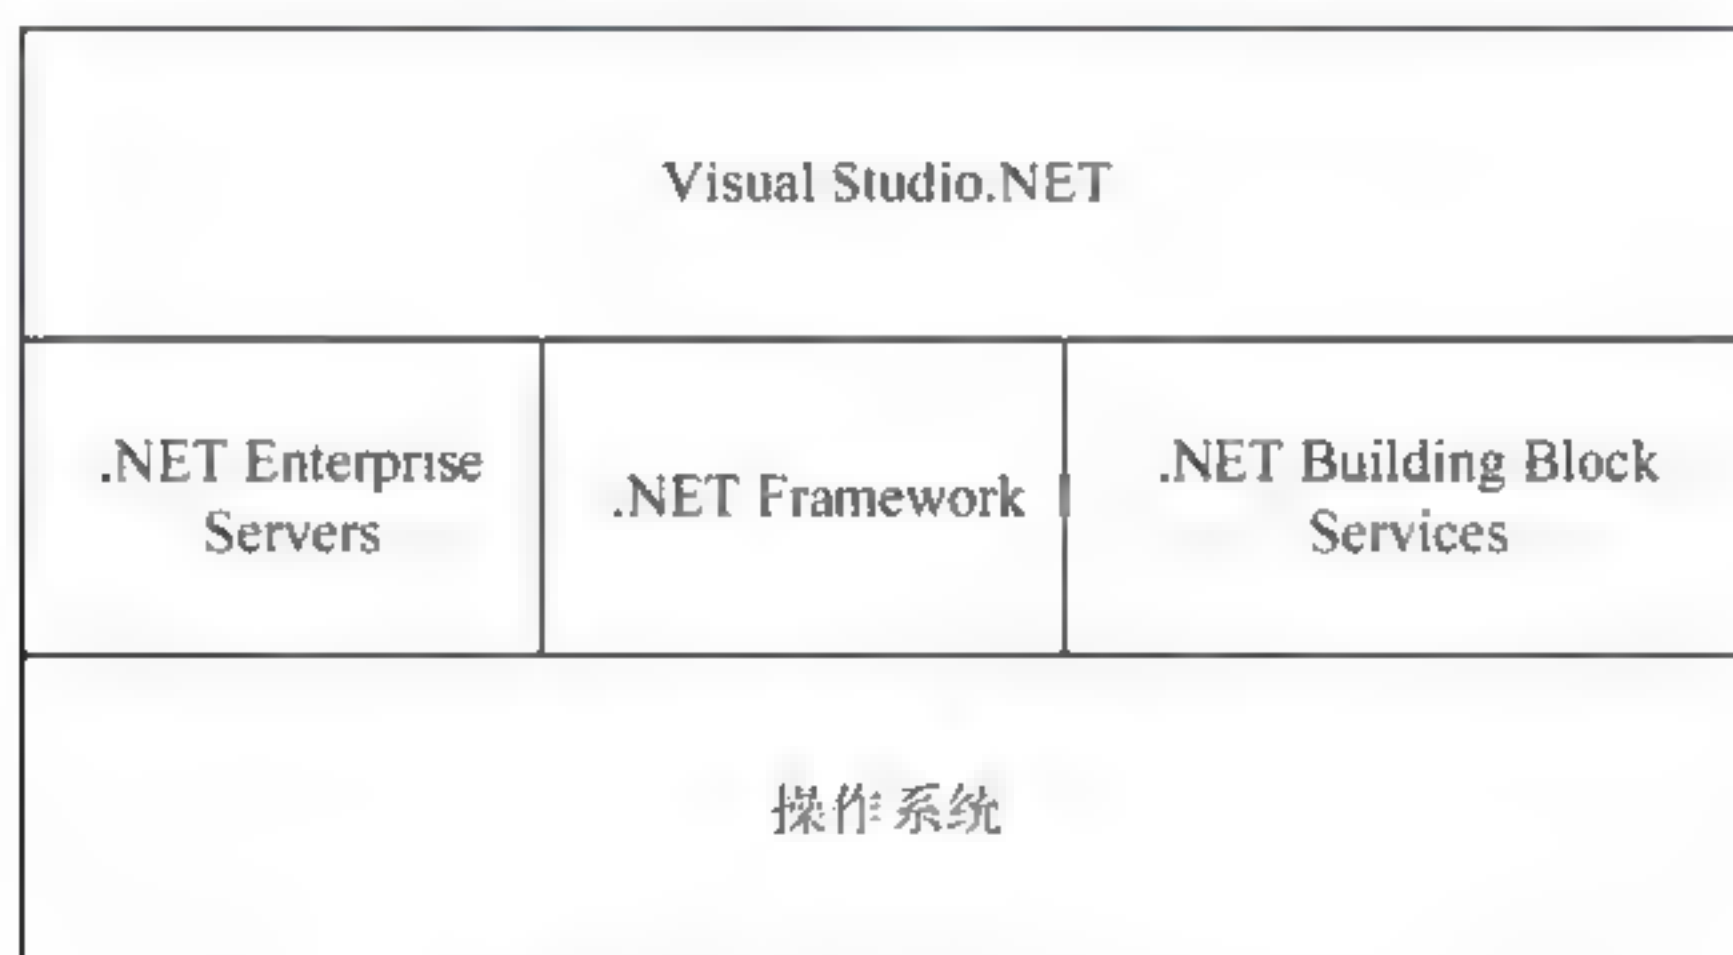 Visual Studio.NET
.NET Enterprise
Servers
.NET Framework
.NET Building Block
Services
操作系统